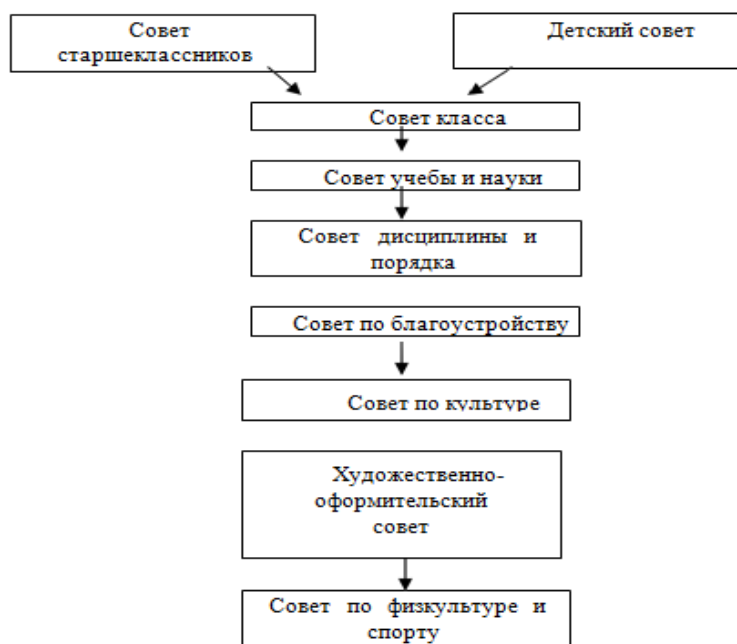 Совет
старшеклассников
Детский совет
Совет класса
Совет учебы и науки
Совет дисциплины и
порядка
Совет по благоустройству
Совет по культуре
Художественно-
оформительский
совет
Совет по физкультуре и
спорту